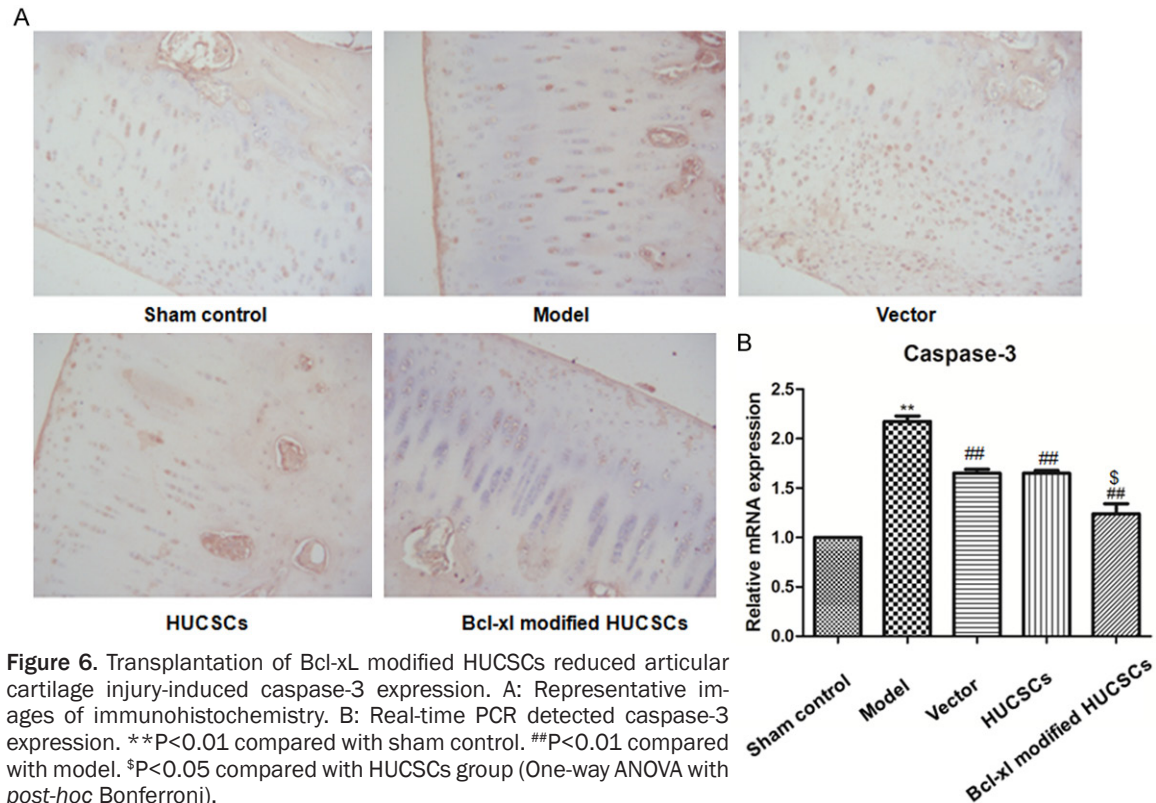 A
Sham control
Model
Vector
HUCSCs
Bcl-xl modified HUCSCs
B
Caspase-3
Relative mRNA expression
2.5
2.0
1.5
1.0
0.5
0.0
**
##
##
$
##
Sham control
Model
Vector
HUCSCs
Bcl-xl modified HUCSCs
Figure 6. Transplantation of Bcl-xL modified HUCSCs reduced articular
cartilage injury-induced caspase-3 expression. A: Representative im-
ages of immunohistochemistry. B: Real-time PCR detected caspase-3
expression. **P<0.01 compared with sham control. ##P<0.01 compared
with model. $P<0.05 compared with HUCSCs group (One-way ANOVA with
post-hoc Bonferroni).